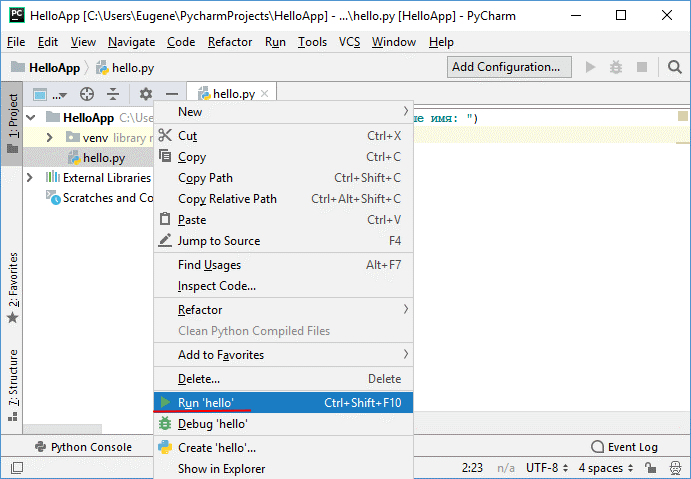 HelloApp [C:\Users\Eugene\PycharmProjects\HelloApp] - ...\hello.py [HelloApp] - PyCharm
File Edit View Navigate Code Refactor Run Tools VCS Window Help
HelloApp hello.py Add Configuration...
... hello.py
1: Project
HelloApp C:\Use
имя: ")
venv library
hello.py
External Libraries
Scratches and Co
2: Favorites
7: Structure
New
Cut Ctrl+X
Copy Ctrl+C
Copy Path Ctrl+Shift+C
Copy Relative Path Ctrl+Alt+Shift+C
Paste Ctrl+V
Jump to Source F4
Find Usages Alt+F7
Inspect Code...
Refactor
Clean Python Compiled Files
Add to Favorites
Delete... Delete
Run 'hello' Ctrl+Shift+F10
Debug 'hello'
Create 'hello'...
Show in Explorer
Python Console Event Log
2:23 n/a UTF-8 4 spaces